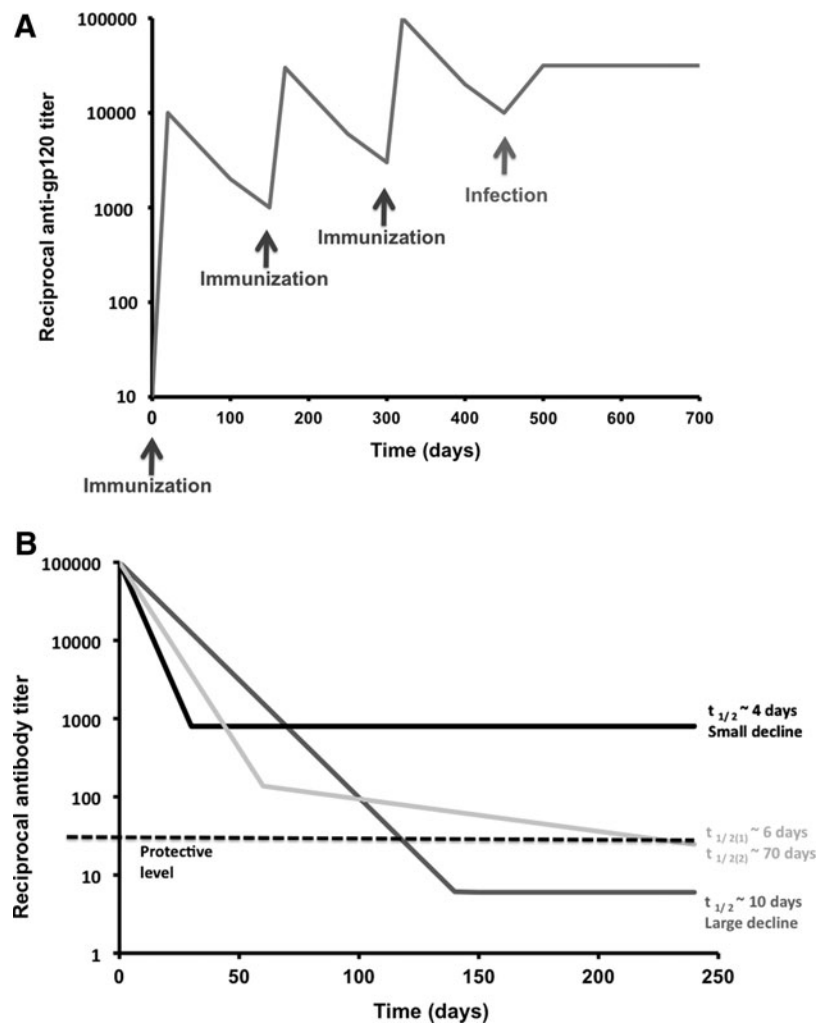 A
Reciprocal anti-gp120 titer
100000
10000
1000
100
10
0
100
200
300
400
500
600
700
Immunization
Immunization
Infection
Time (days)
Immunization
B
Reciprocal antibody titer
100000
10000
1000
100
10
1
t 1/2 ~ 4 days
Small decline
t 1/2(1) ~ 6 days
t 1/2(2) ~ 70 days
Protective
level
t 1/2 ~ 10 days
Large decline
0
50
100
150
200
250
Time (days)